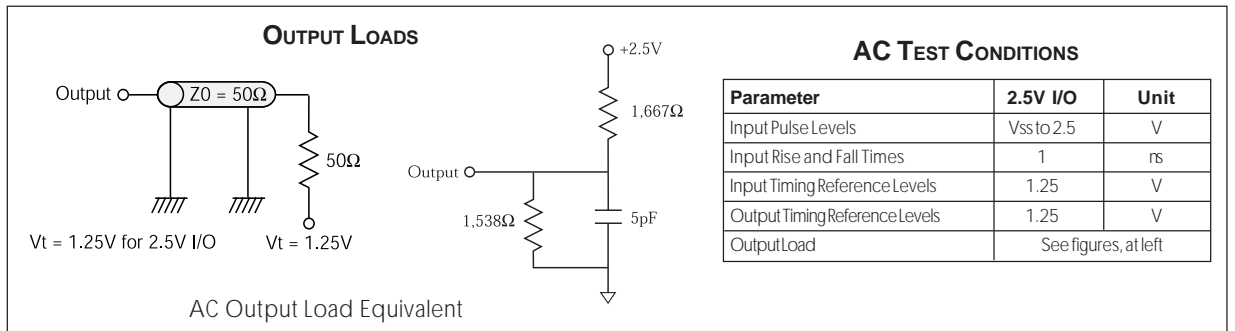 OUTPUT LOADS
Output
Z0 = 50Ω
50Ω
Vt = 1.25V for 2.5V I/O
Vt = 1.25V
+2.5V
1,667Ω
Output
1,538Ω
5pF
AC Output Load Equivalent
AC TEST CONDITIONS
Parameter 2.5V I/O Unit
Input Pulse Levels Vss to 2.5 V
Input Rise and Fall Times 1 ns
Input Timing Reference Levels 1.25 V
Output Timing Reference Levels 1.25 V
Output Load See figures, at left